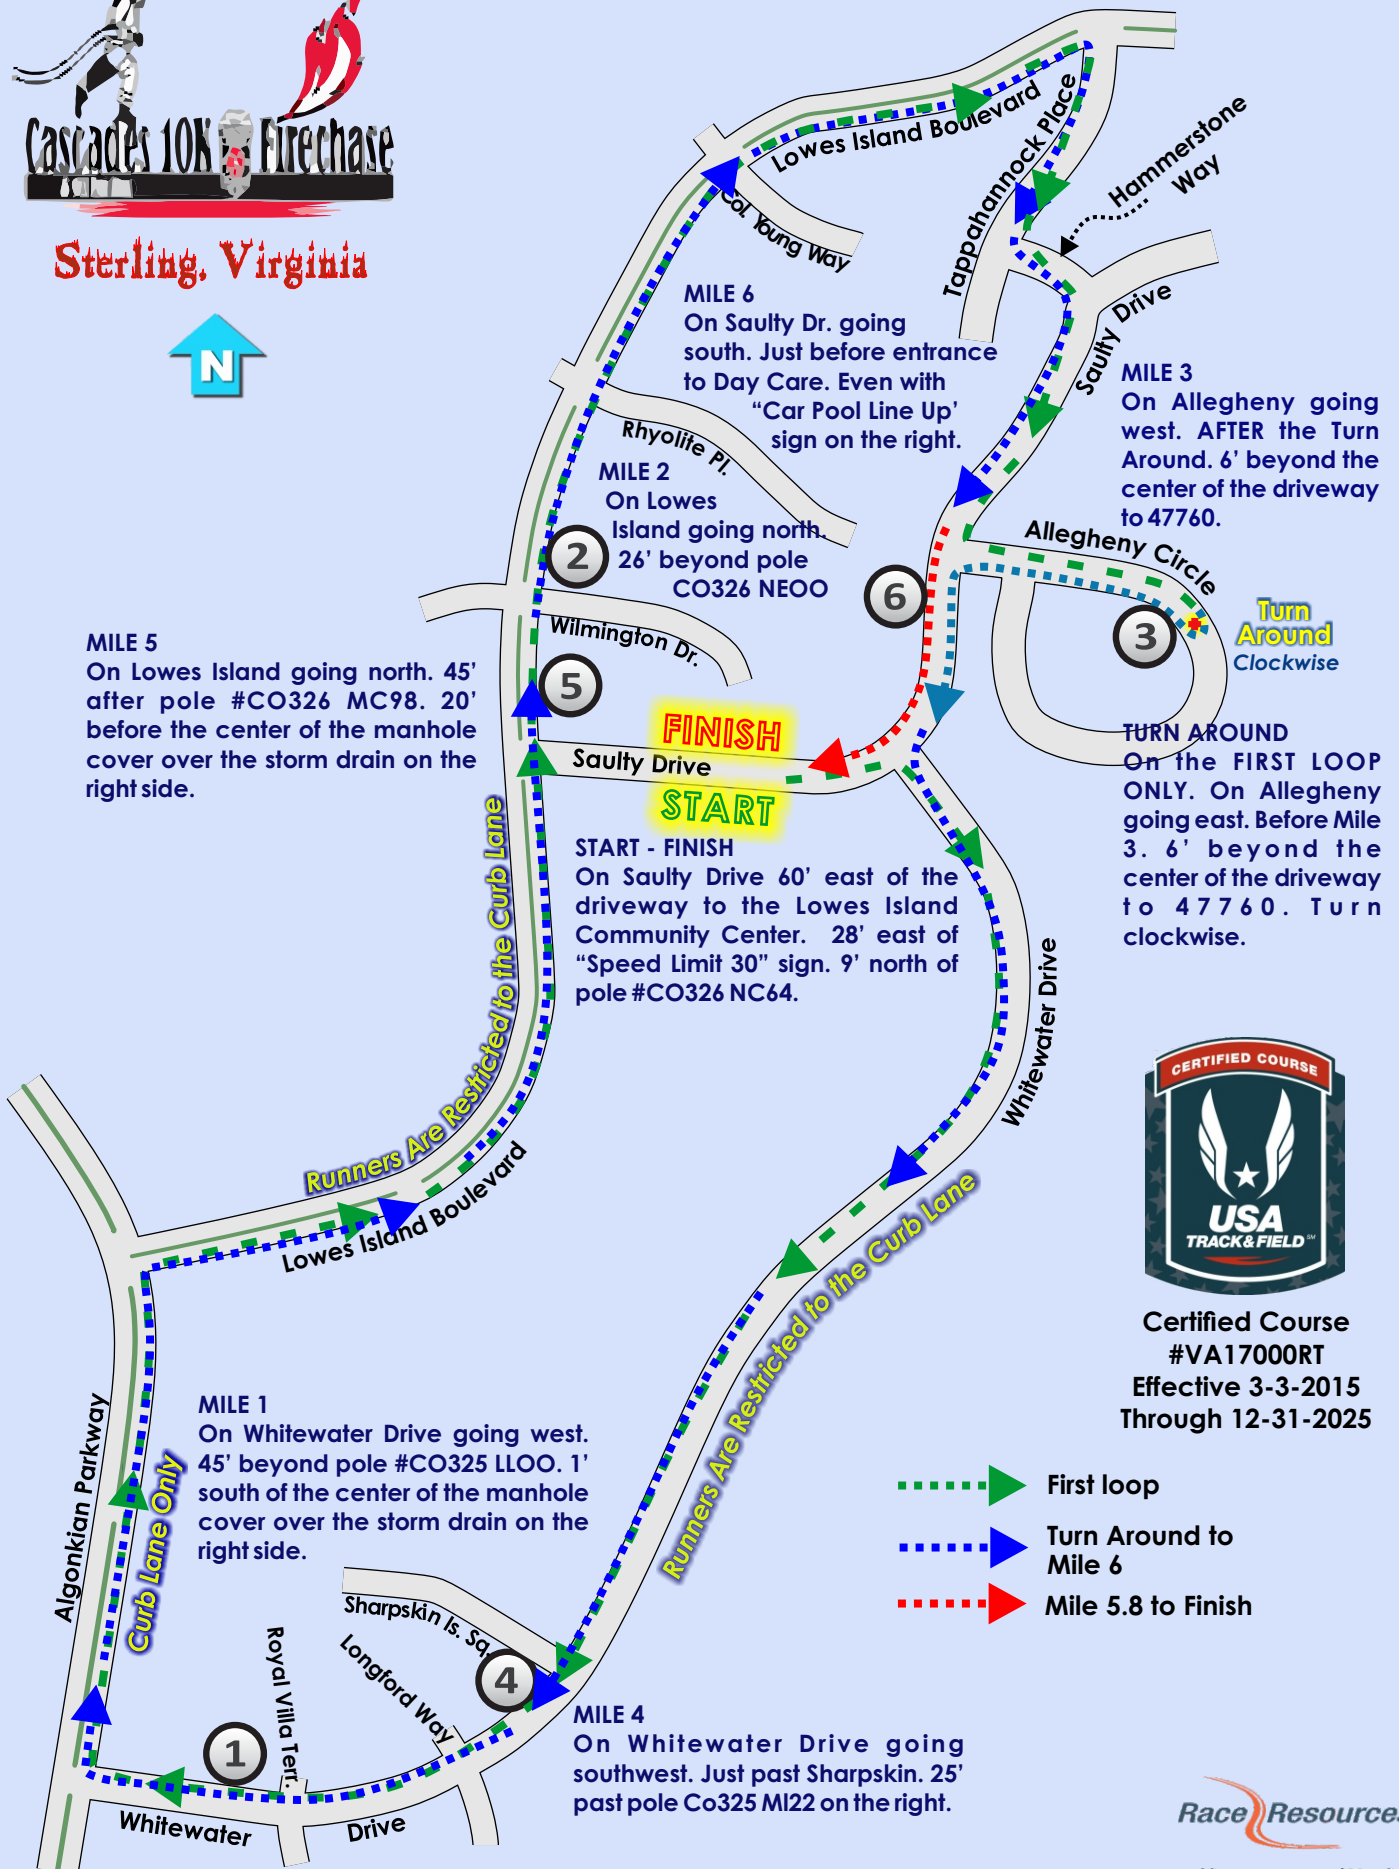 Cascades 10K Firechase
Sterling, Virginia
N
Lowes Island Boulevard
Tappahannock Place
Hammerstone
Way
Col. Young Way
Saulty Drive
MILE 6
On Saulty Dr. going
south. Just before entrance
to Day Care. Even with
“Car Pool Line Up’
sign on the right.
MILE 3
On Allegheny going
west. AFTER the Turn
Around. 6’ beyond the
center of the driveway
to 47760.
Rhyolite Pl.
MILE 2
On Lowes
Island going north.
26’ beyond pole
CO326 NEOO
2
Allegheny Circle
6
3
Turn
Around
Clockwise
Wilmington Dr.
MILE 5
On Lowes Island going north. 45’
after pole #CO326 MC98. 20’
before the center of the manhole
cover over the storm drain on the
right side.
5
FINISH
Saulty Drive
START
TURN AROUND
On the FIRST LOOP
ONLY. On Allegheny
going east. Before Mile
3. 6’ beyond the
center of the driveway
to 47760. Turn
clockwise.
START - FINISH
On Saulty Drive 60’ east of the
driveway to the Lowes Island
Community Center. 28’ east of
“Speed Limit 30” sign. 9’ north of
pole #CO326 NC64.
Runners Are Restricted to the Curb Lane
Whitewater Drive
Lowes Island Boulevard
Runners Are Restricted to the Curb Lane
CERTIFIED COURSE
USA
TRACK & FIELD SM
Certified Course
#VA17000RT
Effective 3-3-2015
Through 12-31-2025
Algonkian Parkway
Curb Lane Only
MILE 1
On Whitewater Drive going west.
45’ beyond pole #CO325 LLOO. 1’
south of the center of the manhole
cover over the storm drain on the
right side.
First loop
Turn Around to
Mile 6
Mile 5.8 to Finish
Sharpskin Is. Sq.
Longford Way
Royal Villa Terr.
4
1
MILE 4
On Whitewater Drive going
southwest. Just past Sharpskin. 25’
past pole Co325 MI22 on the right.
Whitewater Drive
Race Resources